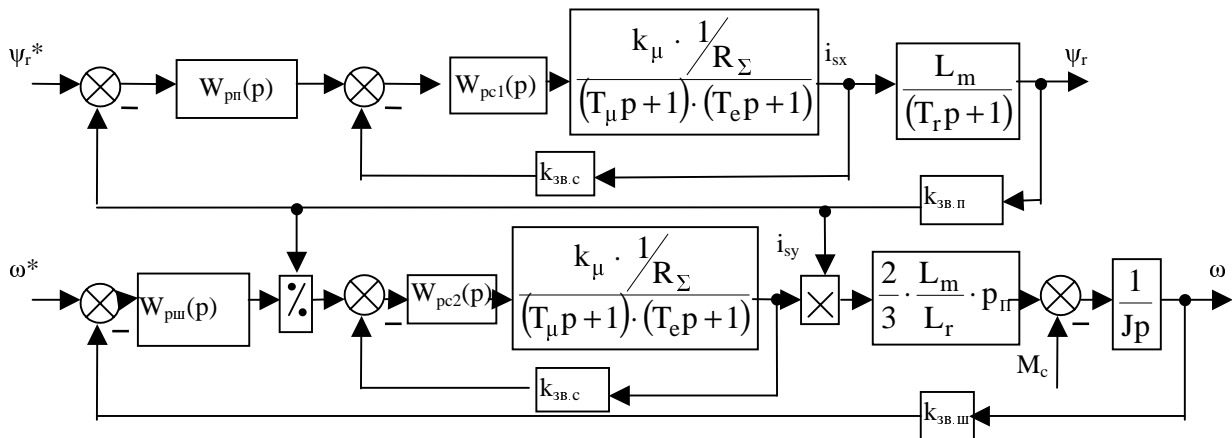 ψr*
Wрп(p)
Wрс1(p)
kμ · 1/RΣ
(Tμp + 1) · (Tep + 1)
isx
Lm
(Trp + 1)
ψr
kзв.с
kзв.п
ω*
Wрш(p)
Wрс2(p)
kμ · 1/RΣ
(Tμp + 1) · (Tep + 1)
isy
2/3 · Lm/Lr · pп
Mc
1
Jp
ω
kзв.с
kзв.ш